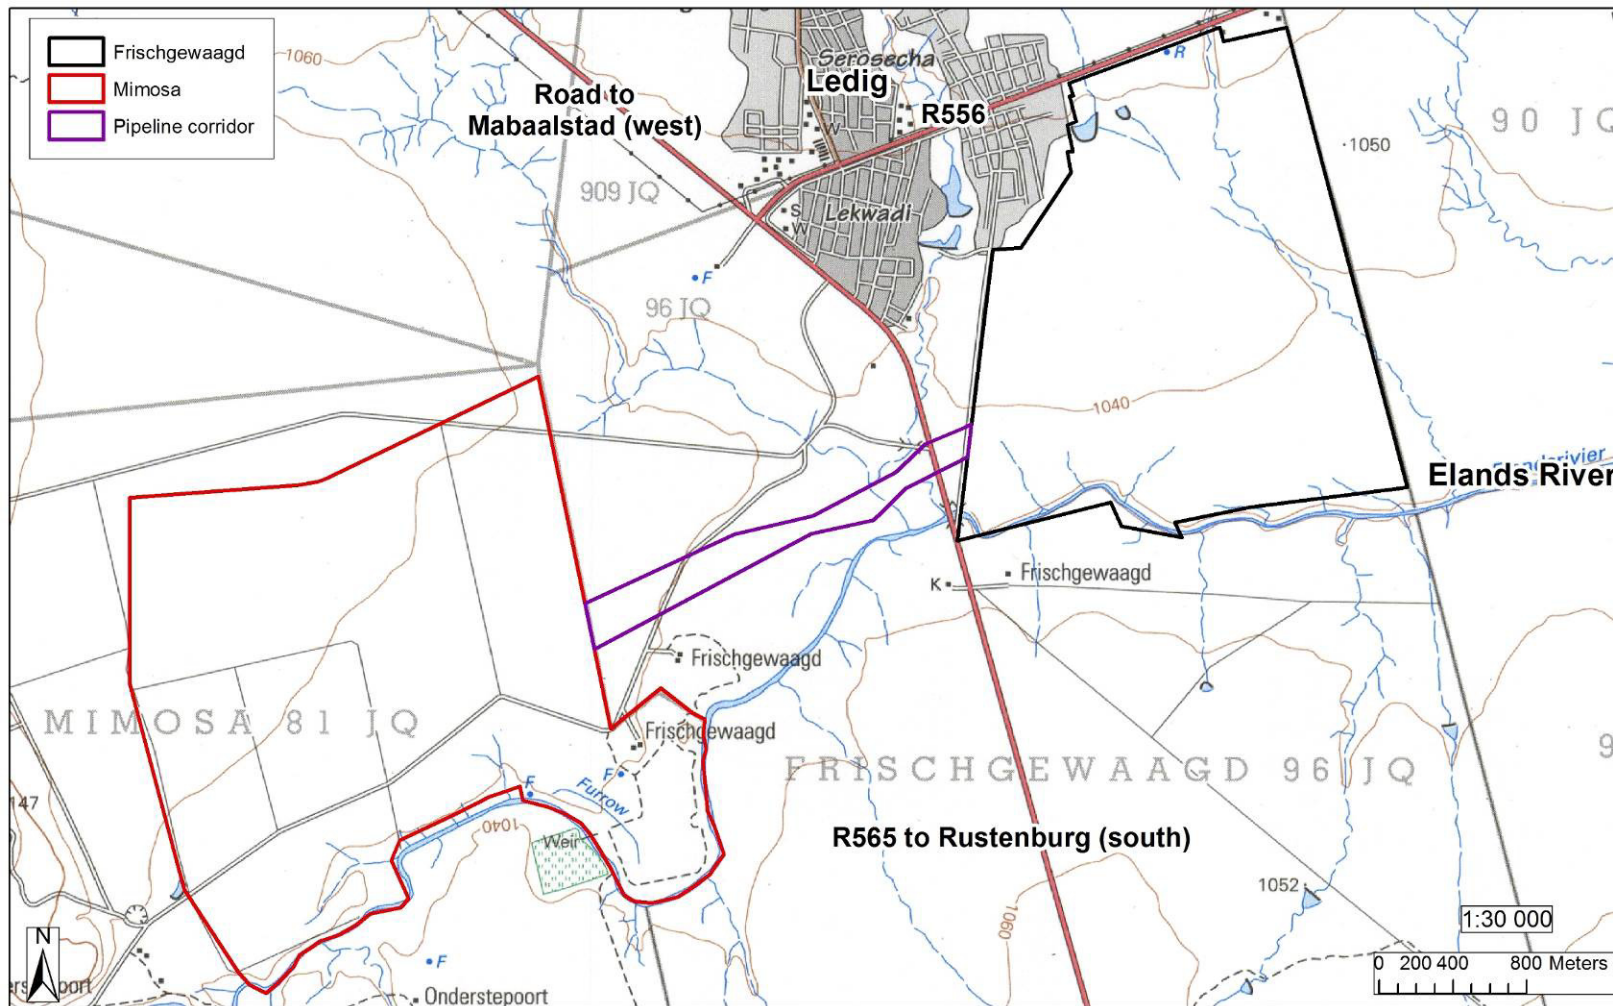 Frischgewaagd
Mimosa
Pipeline corridor
1060
Serosecha
Ledig
Road to
Mabaalstad (west)
W
R556
R
90 JQ
1050
909 JQ
S
W
Lekwadi
F
96 JQ
1040
Elands River
K
Frischgewaagd
Frischgewaagd
MIMOSA 81 JQ
Frischgewaagd
F
F
Furrow
FRISCHGEWAAGD 96 JQ
147
1040
Weir
R565 to Rustenburg (south)
1052
1060
1:30 000
N
F
Onderstepoort
0 200 400 800 Meters